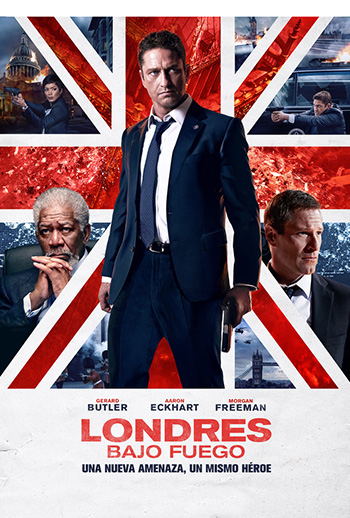 GERARD AARON MORGAN
BUTLER ECKHART FREEMAN
LONDRES
BAJO FUEGO
UNA NUEVA AMENAZA, UN MISMO HÉROE